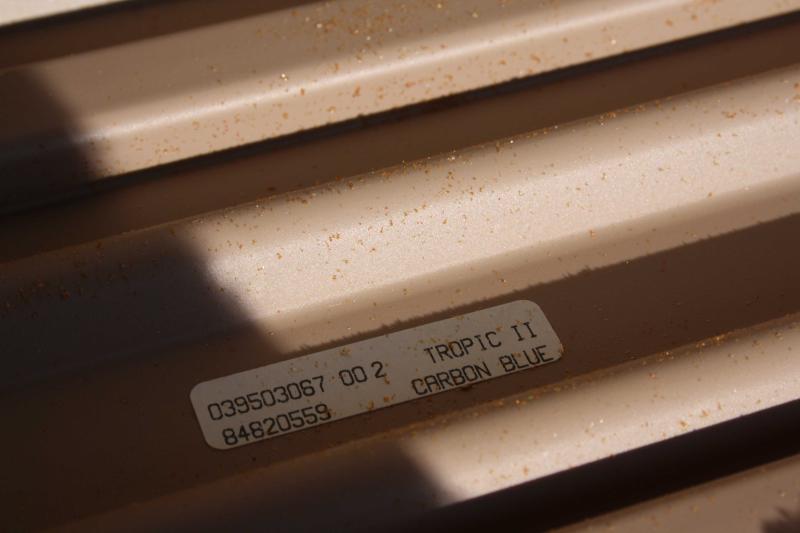 039503067 00 2 TROPIC II
84820559 CARBON BLUE